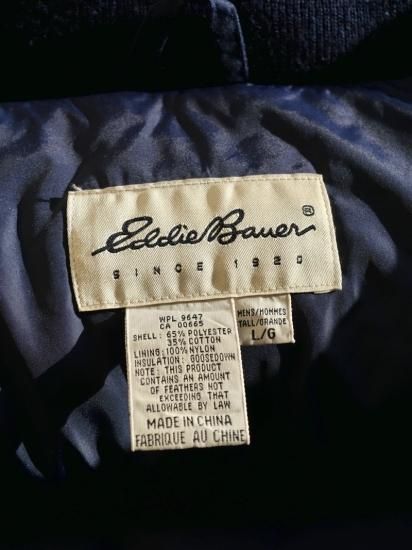 Eddie Bauer®
SINCE 1920
WPL 9647
CA 00665
SHELL: 65% POLYESTER
35% COTTON
LINING: 100% NYLON
INSULATION: GOOSEDOWN
NOTE: THIS PRODUCT
CONTAINS AN AMOUNT
OF FEATHERS NOT
EXCEEDING THAT
ALLOWABLE BY LAW
MADE IN CHINA
FABRIQUE AU CHINE
MENS/HOMMES
TALL/GRANDE
L/G